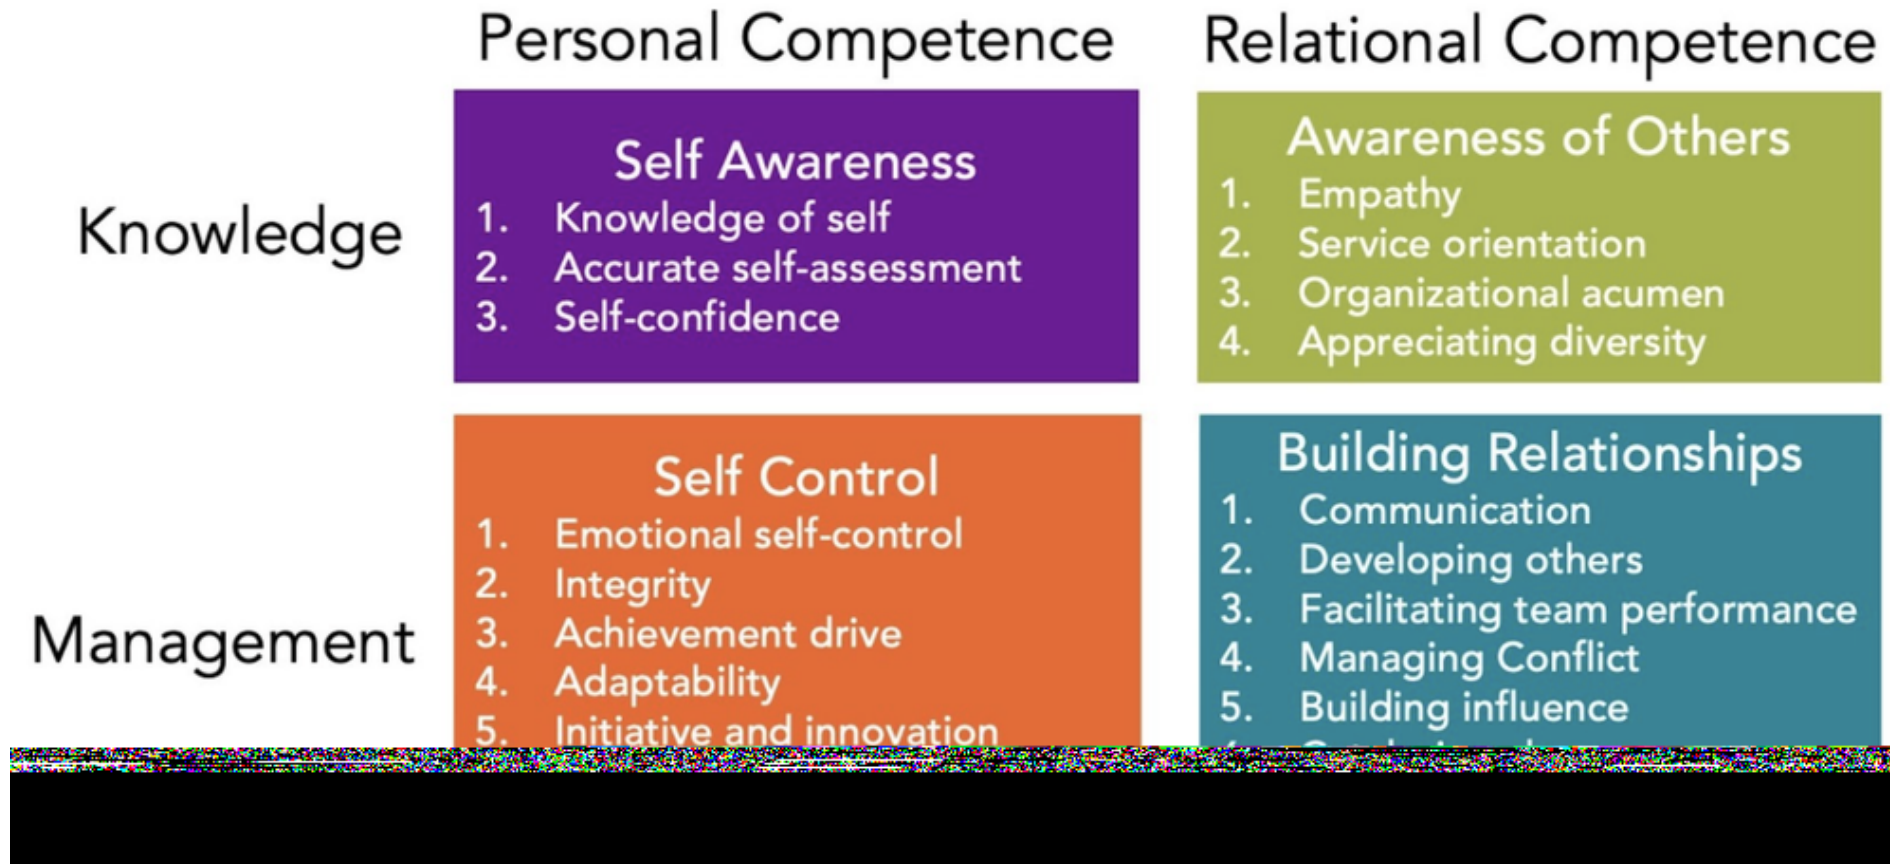 Personal Competence
Relational Competence
Knowledge
Self Awareness
1. Knowledge of self
2. Accurate self-assessment
3. Self-confidence
Awareness of Others
1. Empathy
2. Service orientation
3. Organizational acumen
4. Appreciating diversity
Management
Self Control
1. Emotional self-control
2. Integrity
3. Achievement drive
4. Adaptability
5. Initiative and innovation
Building Relationships
1. Communication
2. Developing others
3. Facilitating team performance
4. Managing Conflict
5. Building influence